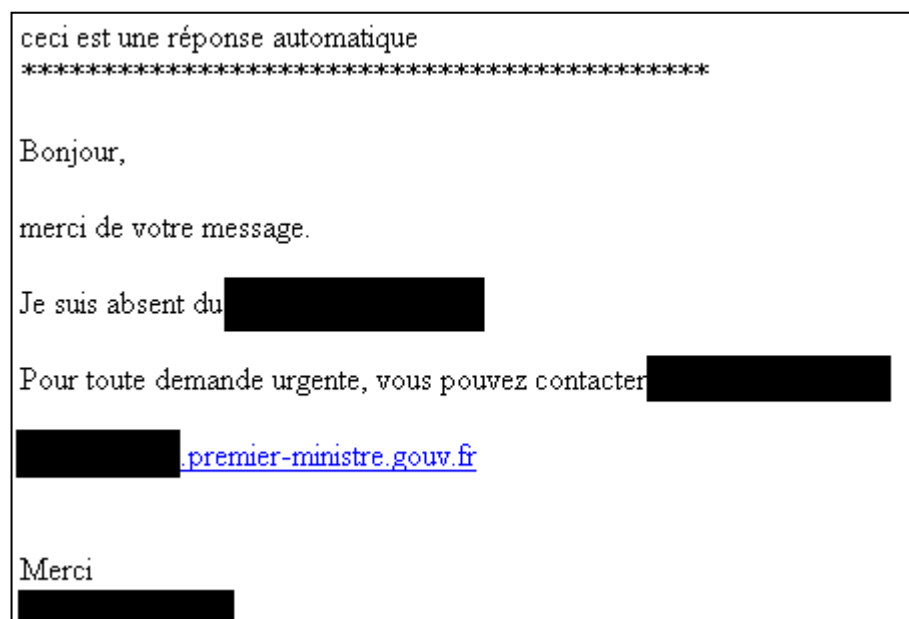 ceci est une réponse automatique
*******************************************
Bonjour,
merci de votre message.
Je suis absent du
Pour toute demande urgente, vous pouvez contacter
.premier-ministre.gouv.fr
Merci